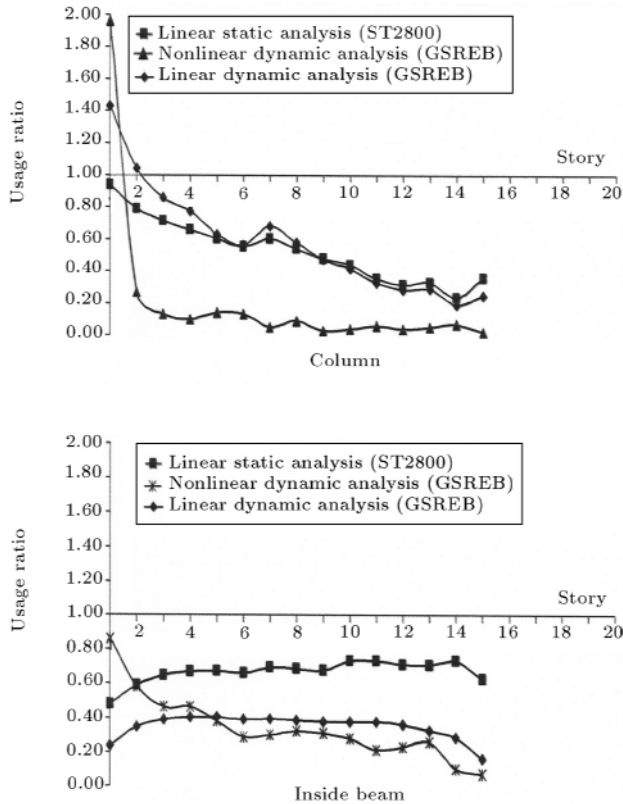 2.00
1.80
1.60
1.40
1.20
1.00
0.80
0.60
0.40
0.20
0.00
Usage ratio
Linear static analysis (ST2800)
Nonlinear dynamic analysis (GSREB)
Linear dynamic analysis (GSREB)
Story
2 4 6 8 10 12 14 16 18 20
Column
2.00
1.80
1.60
1.40
1.20
1.00
0.80
0.60
0.40
0.20
0.00
Usage ratio
Linear static analysis (ST2800)
Nonlinear dynamic analysis (GSREB)
Linear dynamic analysis (GSREB)
Story
2 4 6 8 10 12 14 16 18 20
Inside beam